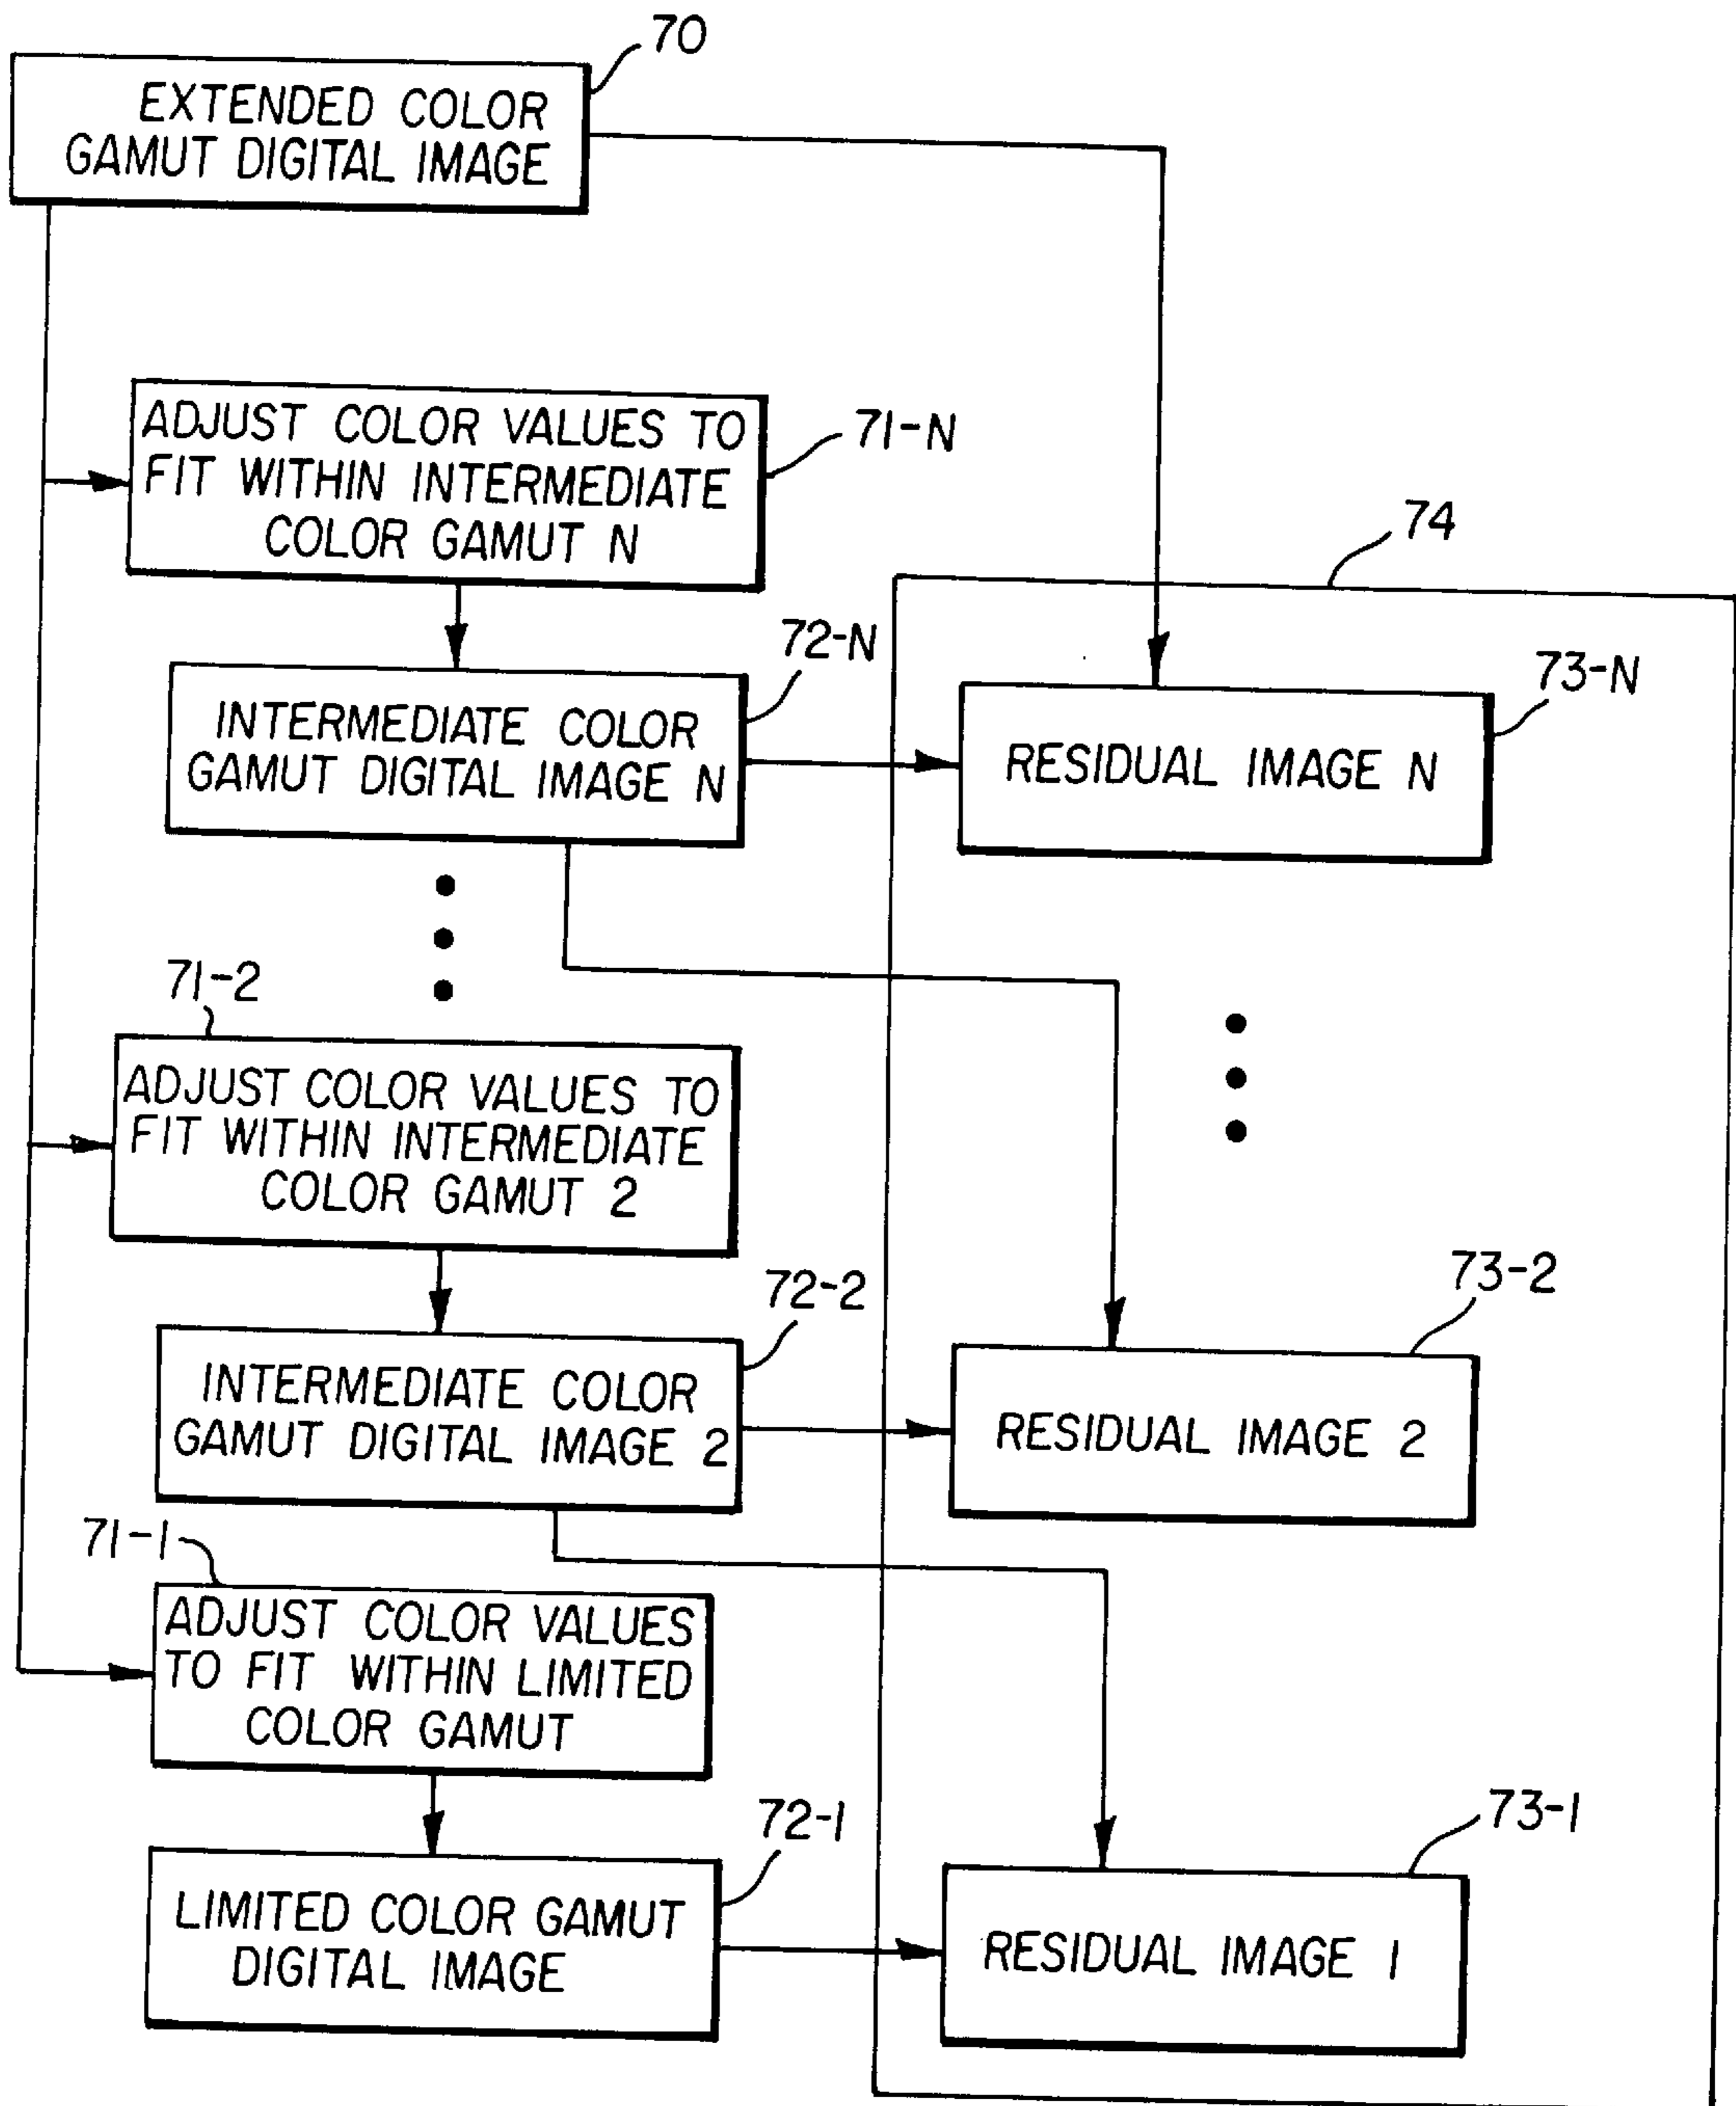 70
EXTENDED COLOR
GAMUT DIGITAL IMAGE
ADJUST COLOR VALUES TO
FIT WITHIN INTERMEDIATE
COLOR GAMUT N
71-N
74
72-N
INTERMEDIATE COLOR
GAMUT DIGITAL IMAGE N
73-N
RESIDUAL IMAGE N
71-2
ADJUST COLOR VALUES TO
FIT WITHIN INTERMEDIATE
COLOR GAMUT 2
72-2
INTERMEDIATE COLOR
GAMUT DIGITAL IMAGE 2
73-2
RESIDUAL IMAGE 2
71-1
ADJUST COLOR VALUES
TO FIT WITHIN LIMITED
COLOR GAMUT
72-1
LIMITED COLOR GAMUT
DIGITAL IMAGE
73-1
RESIDUAL IMAGE 1